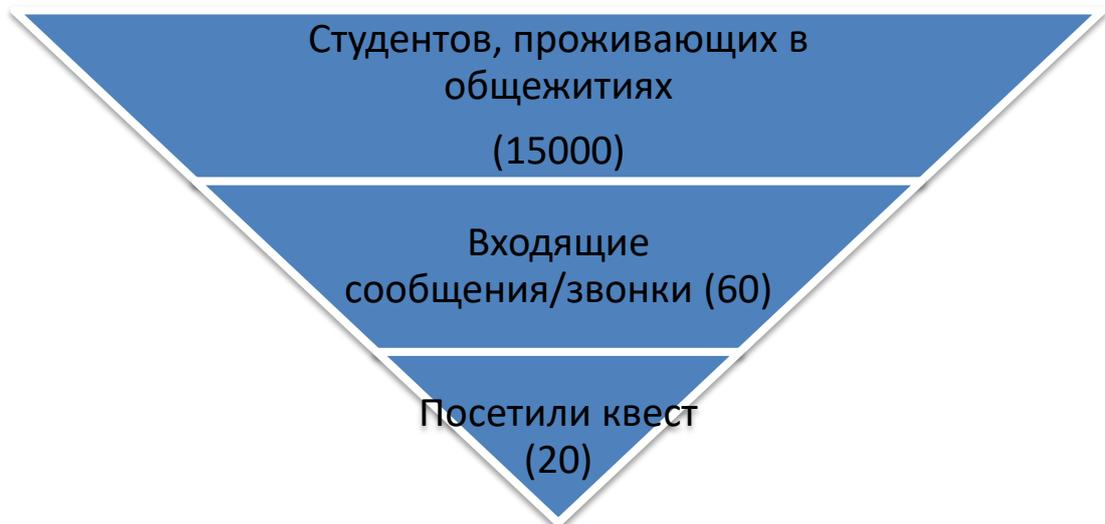 Студентов, проживающих в
общежитиях
(15000)
Входящие
сообщения/звонки (60)
Посетили квест
(20)